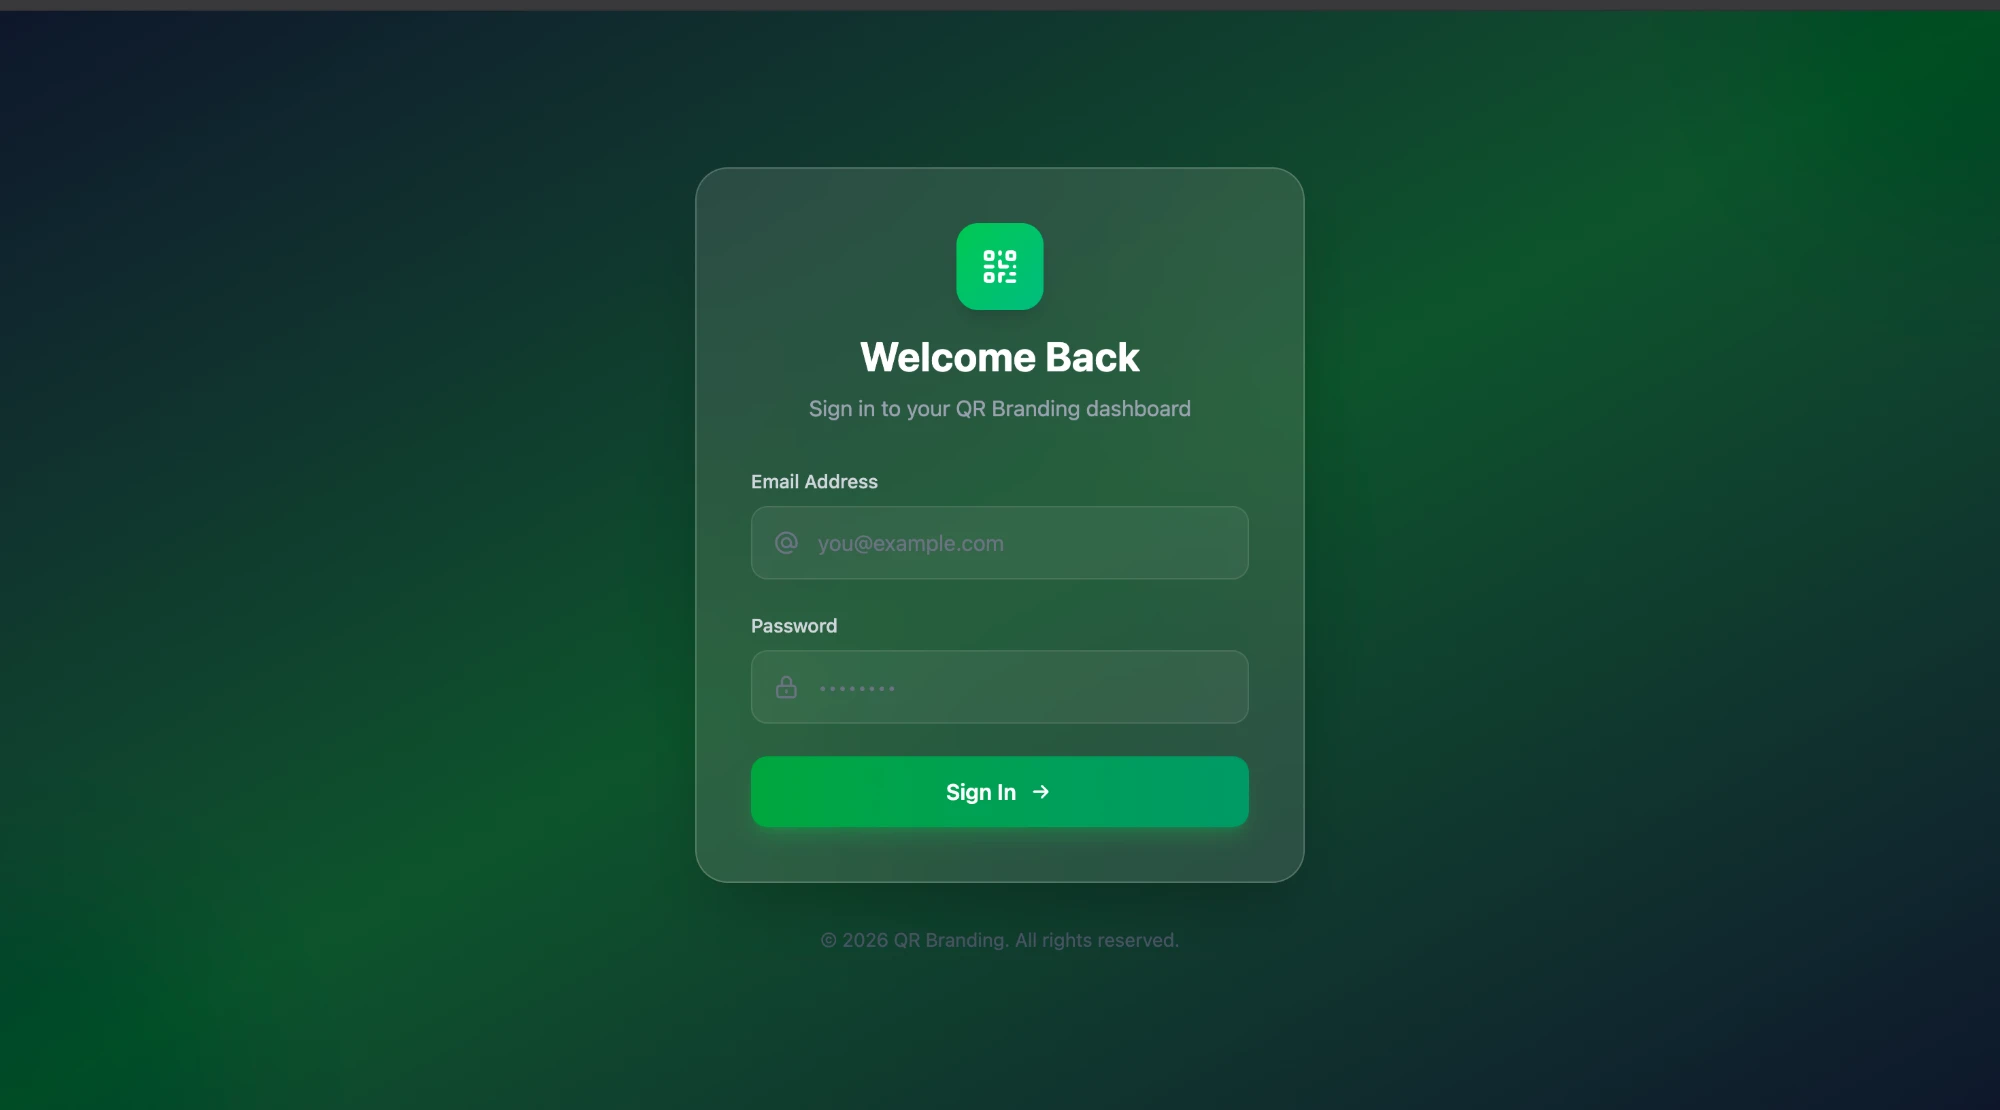 Welcome Back
Sign in to your QR Branding dashboard
Email Address
you@example.com
Password
••••••••
Sign In →
© 2026 QR Branding. All rights reserved.